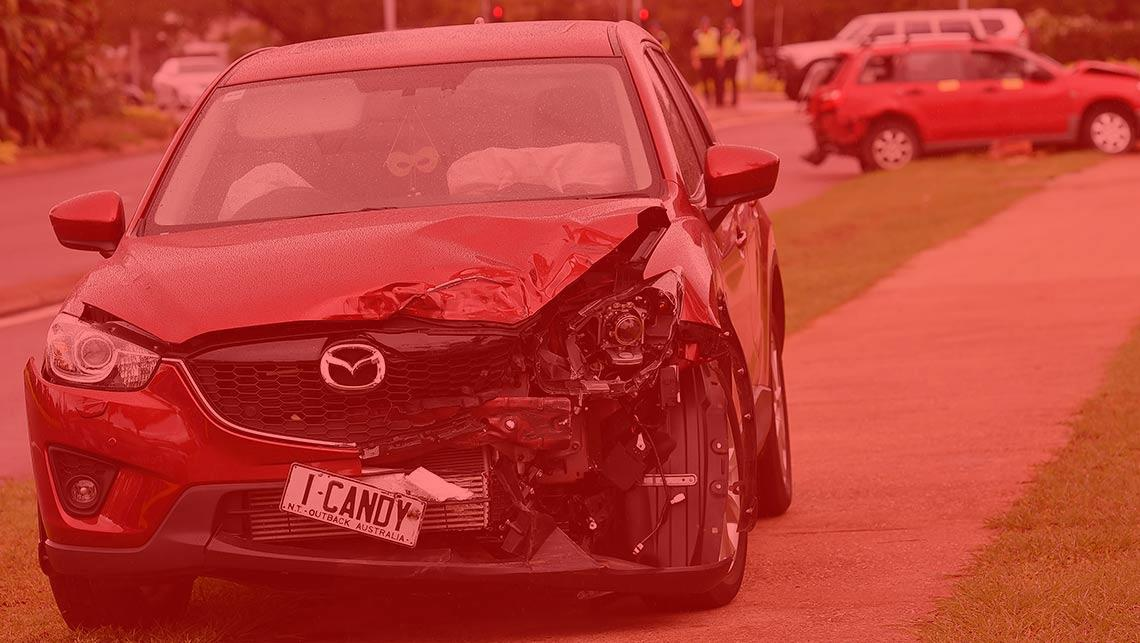 I·CANDY
N.T. - OUTBACK AUSTRALIA -